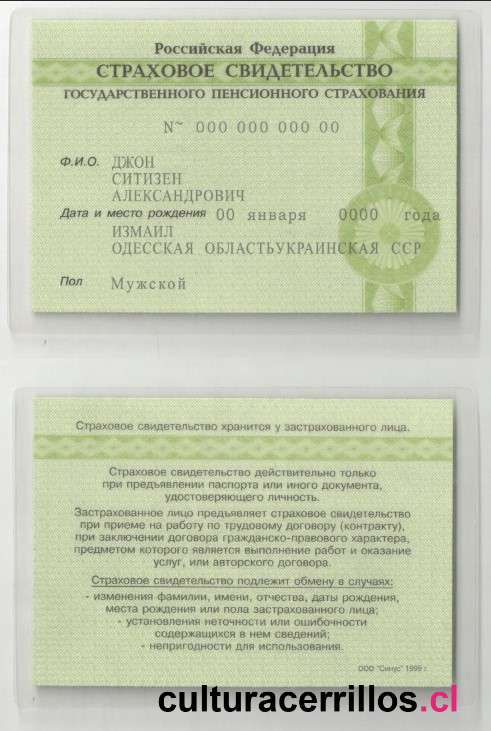 Российская Федерация
СТРАХОВОЕ СВИДЕТЕЛЬСТВО
ГОСУДАРСТВЕННОГО ПЕНСИОННОГО СТРАХОВАНИЯ
N~ 000 000 000 00
Ф.И.О. ДЖОН
СИТИЗЕН
АЛЕКСАНДРОВИЧ
Дата и место рождения 00 января 0000 года
ИЗМАИЛ
ОДЕССКАЯ ОБЛАСТЬУКРАИНСКАЯ ССР
Пол Мужской
Страховое свидетельство хранится у застрахованного лица.
Страховое свидетельство действительно только
при предъявлении паспорта или иного документа,
удостоверяющего личность.
Застрахованное лицо предъявляет страховое свидетельство
при приеме на работу по трудовому договору (контракту),
при заключении договора гражданско-правового характера,
предметом которого является выполнение работ и оказание
услуг, или авторского договора.
Страховое свидетельство подлежит обмену в случаях:
- изменения фамилии, имени, отчества, даты рождения,
места рождения или пола застрахованного лица;
- установления неточности или ошибочности
содержащихся в нем сведений;
- непригодности для использования.
ООО "Синус" 1999 г.
culturacerrillos.cl